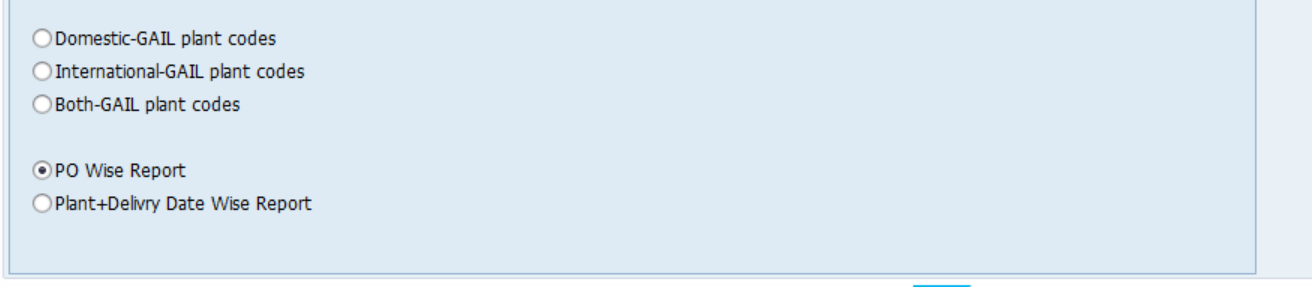 Domestic-GAIL plant codes
International-GAIL plant codes
Both-GAIL plant codes
PO Wise Report
Plant+Delivry Date Wise Report